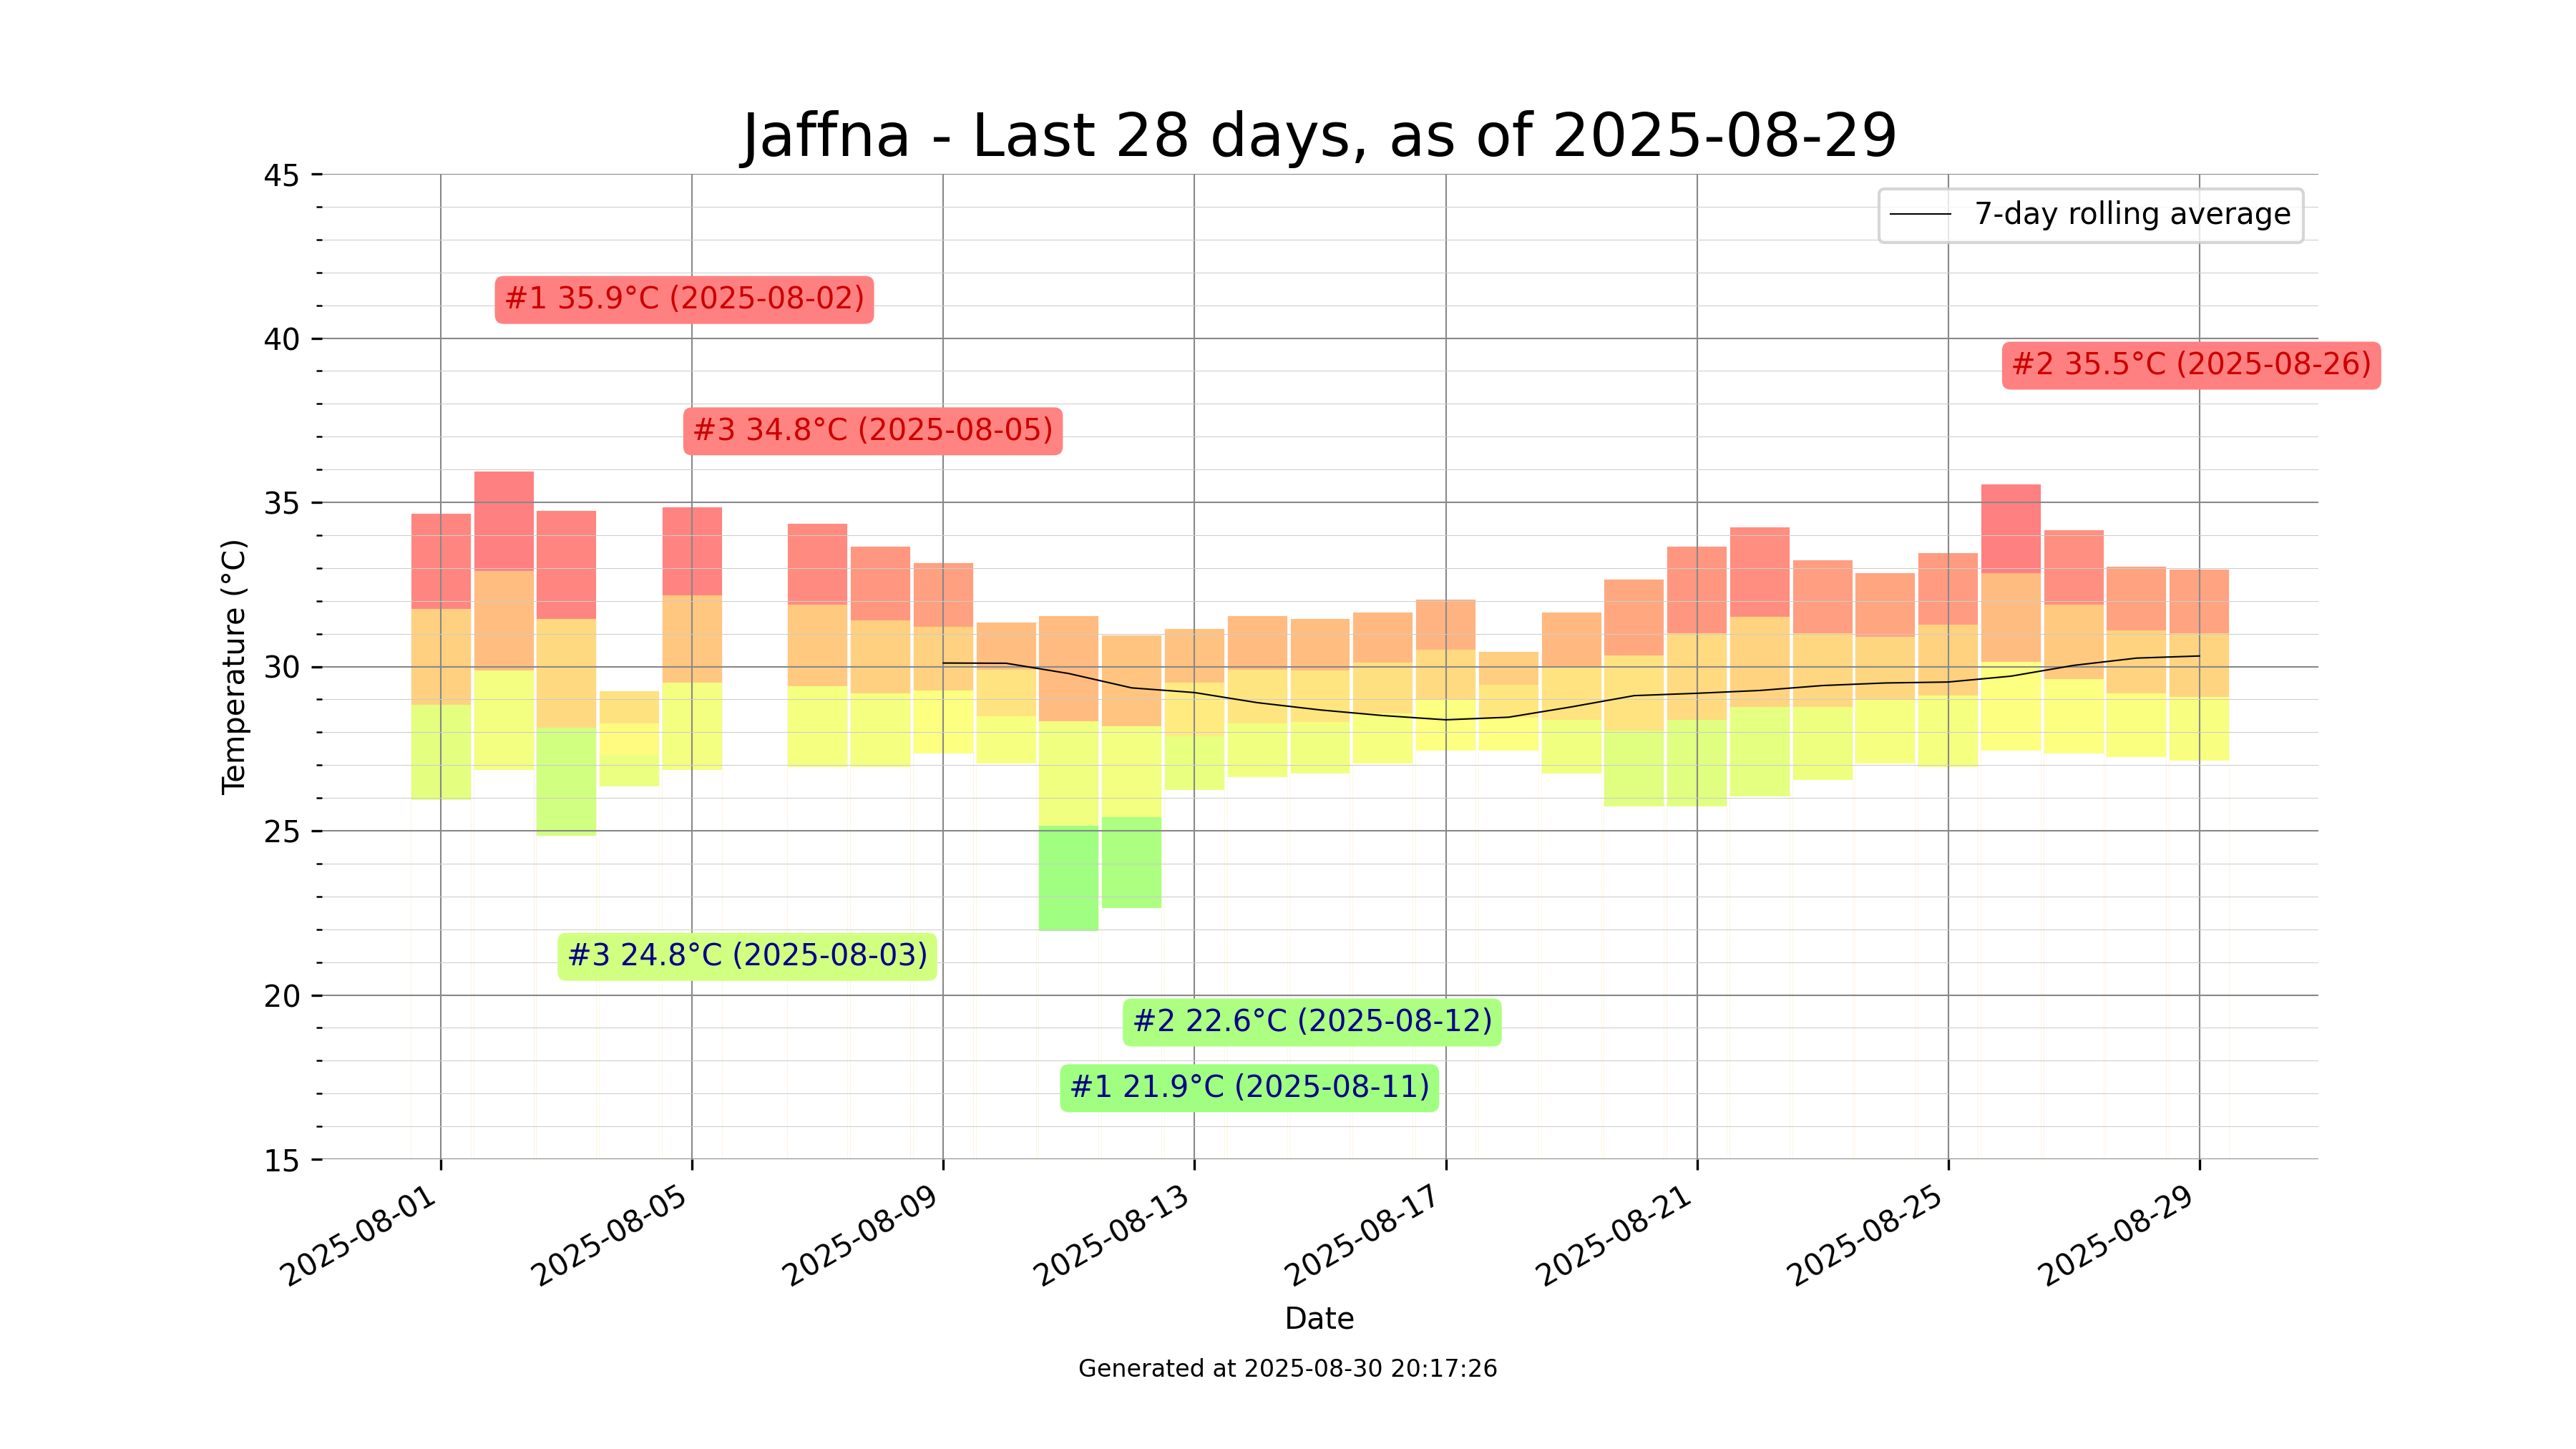 Jaffna - Last 28 days, as of 2025-08-29
7-day rolling average
#1 35.9°C (2025-08-02)
#2 35.5°C (2025-08-26)
#3 34.8°C (2025-08-05)
#3 24.8°C (2025-08-03)
#2 22.6°C (2025-08-12)
#1 21.9°C (2025-08-11)
Temperature (°C)
45
40
35
30
25
20
15
2025-08-01
2025-08-05
2025-08-09
2025-08-13
2025-08-17
2025-08-21
2025-08-25
2025-08-29
Date
Generated at 2025-08-30 20:17:26